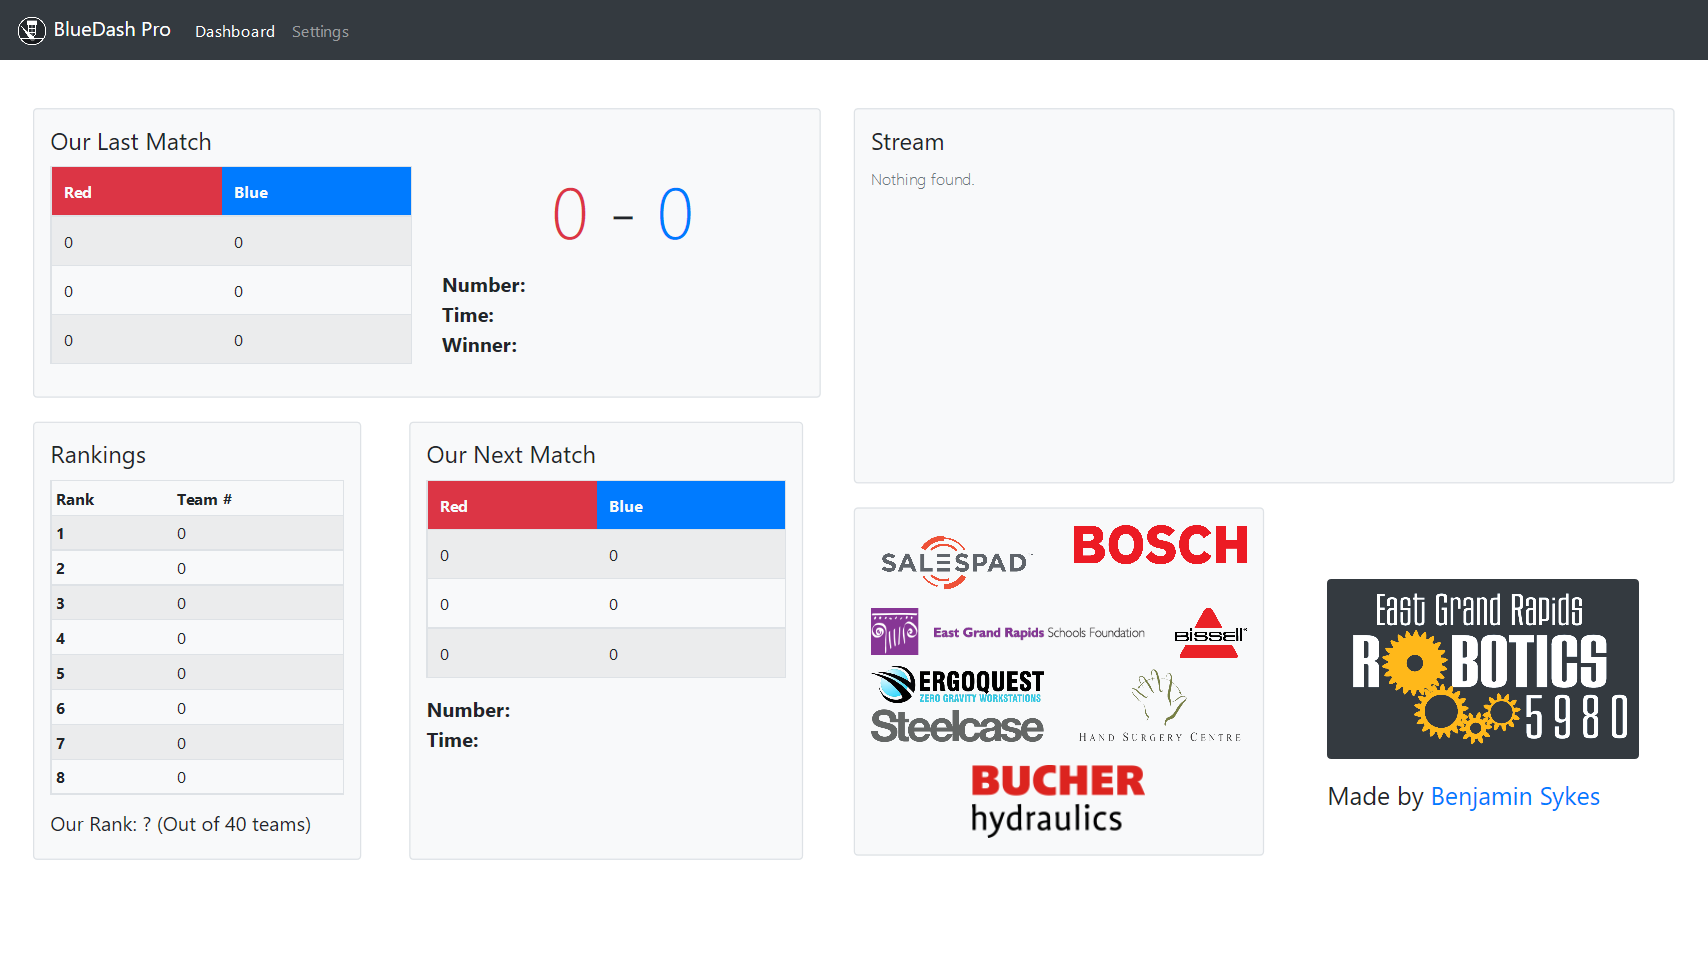 BlueDash Pro Dashboard Settings
Our Last Match
Red Blue
0 0
0 0
0 0
0 - 0
Number:
Time:
Winner:
Stream
Nothing found.
Rankings
Rank Team #
1 0
2 0
3 0
4 0
5 0
6 0
7 0
8 0
Our Rank: ? (Out of 40 teams)
Our Next Match
Red Blue
0 0
0 0
0 0
Number:
Time:
SALESPAD
BOSCH
East Grand Rapids Schools Foundation
BISSELL
ERGOQUEST
ZERO GRAVITY WORKSTATIONS
Steelcase
HAND SURGERY CENTRE
BUCHER
hydraulics
East Grand Rapids
ROBOTICS
5980
Made by Benjamin Sykes